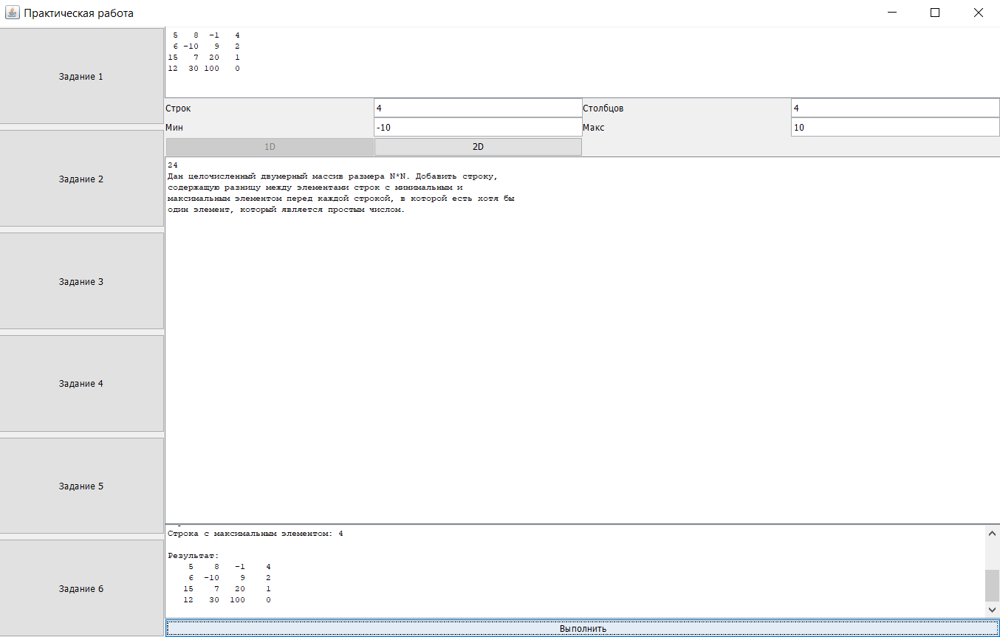 Практическая работа
Задание 1
Задание 2
Задание 3
Задание 4
Задание 5
Задание 6
5 8 -1 4
6 -10 9 2
15 7 20 1
12 30 100 0
Строк 4 Столбцов 4
Мин -10 Макс 10
1D 2D
24
Дан целочисленный двумерный массив размера N*N. Добавить строку,
содержащую разницу между элементами строк с минимальным и
максимальным элементом перед каждой строкой, в которой есть хотя бы
один элемент, который является простым числом.
Строка с максимальным элементом: 4
Результат:
5 8 -1 4
6 -10 9 2
15 7 20 1
12 30 100 0
Выполнить